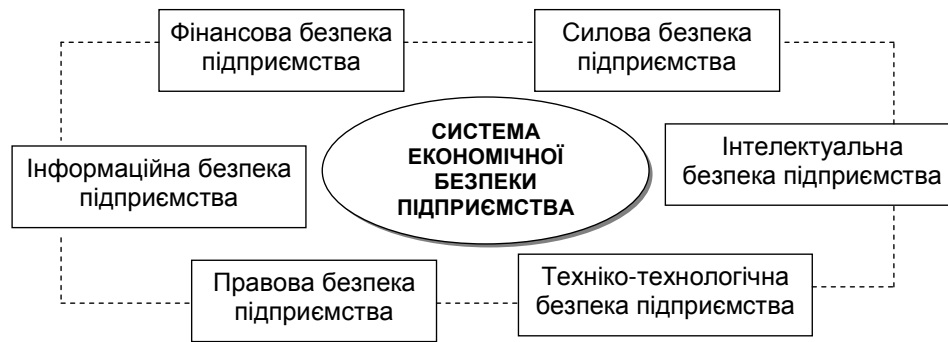 Фінансова безпека
підприємства
Силова безпека
підприємства
СИСТЕМА
ЕКОНОМІЧНОЇ
БЕЗПЕКИ
ПІДПРИЄМСТВА
Інформаційна безпека
підприємства
Інтелектуальна
безпека підприємства
Правова безпека
підприємства
Техніко-технологічна
безпека підприємства